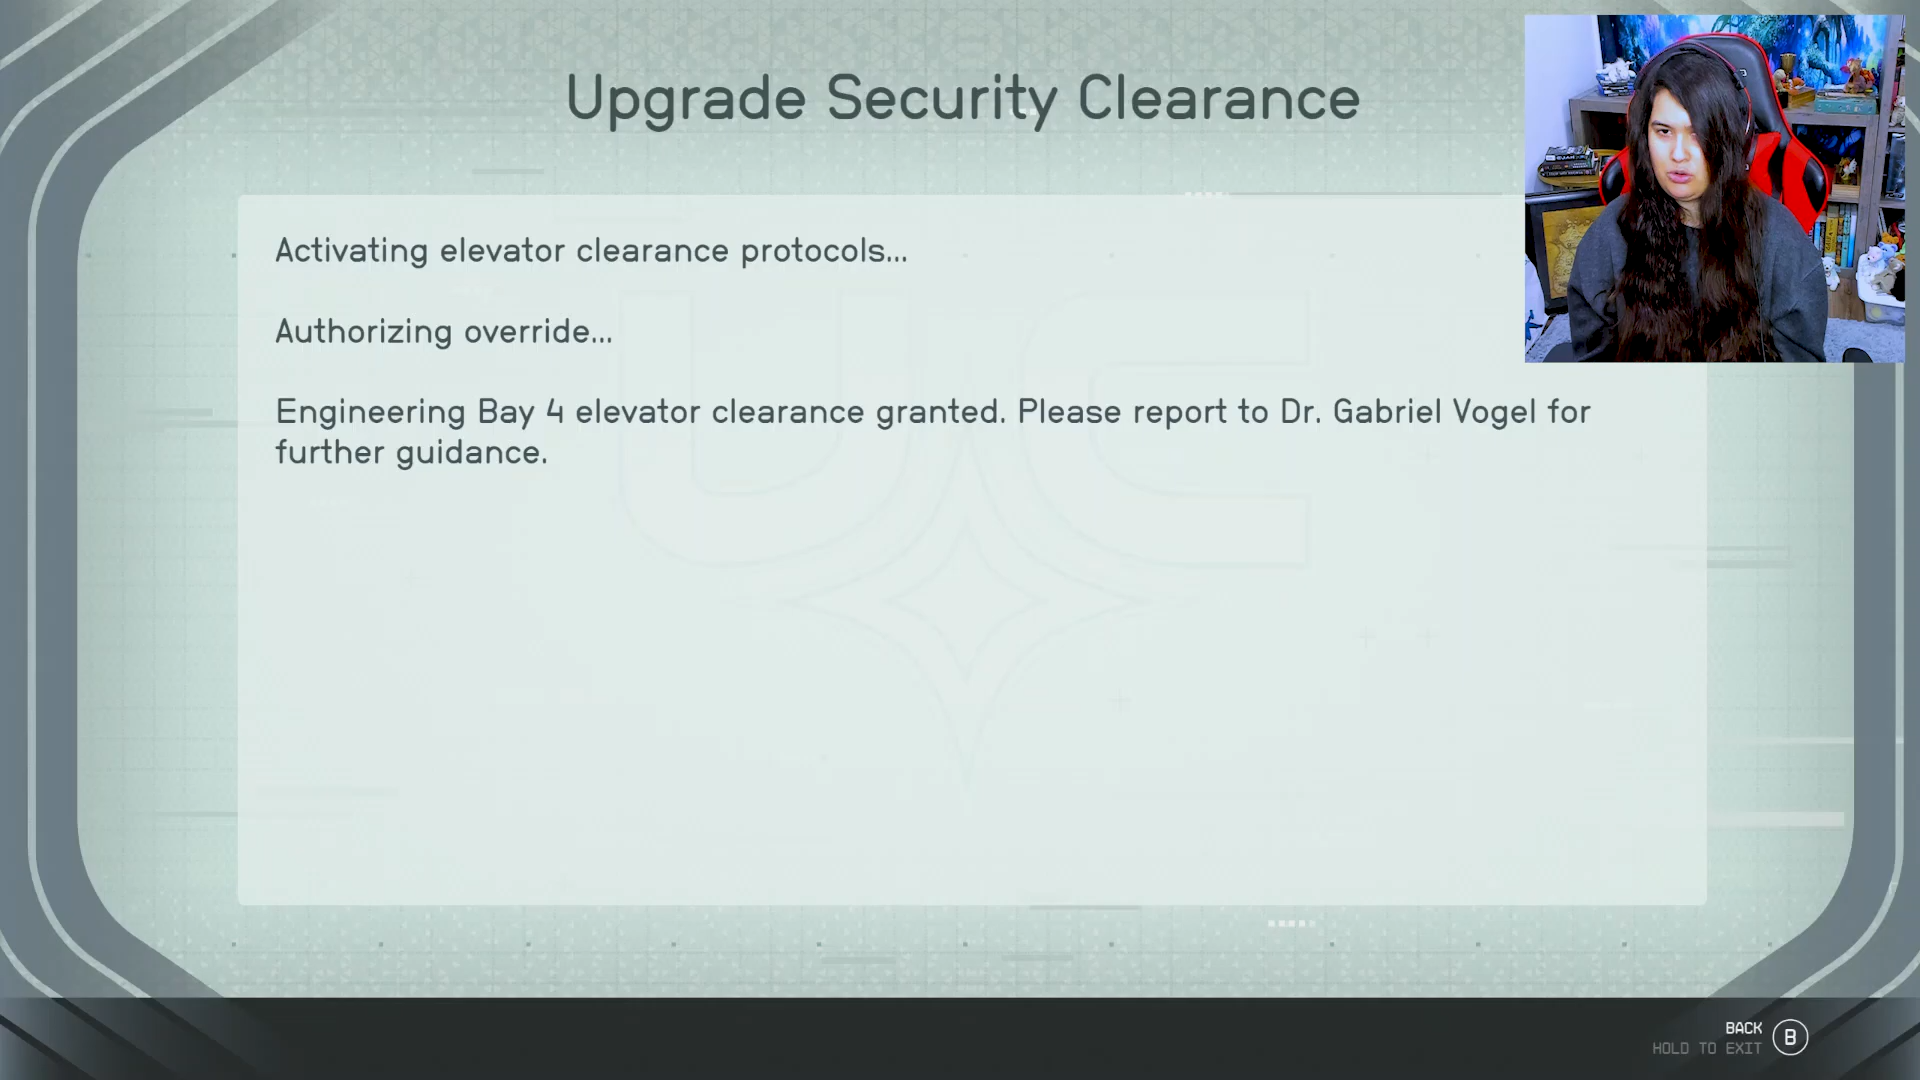 Upgrade Security Clearance
Activating elevator clearance protocols...
Authorizing override...
Engineering Bay 4 elevator clearance granted. Please report to Dr. Gabriel Vogel for
further guidance.
UC
BACK
HOLD TO EXIT
B